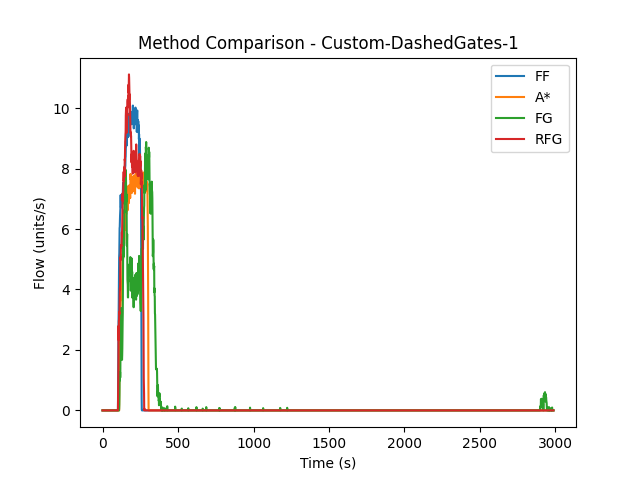 Method Comparison - Custom-DashedGates-1
FF
A*
FG
RFG
Flow (units/s)
10
8
6
4
2
0
0 500 1000 1500 2000 2500 3000
Time (s)